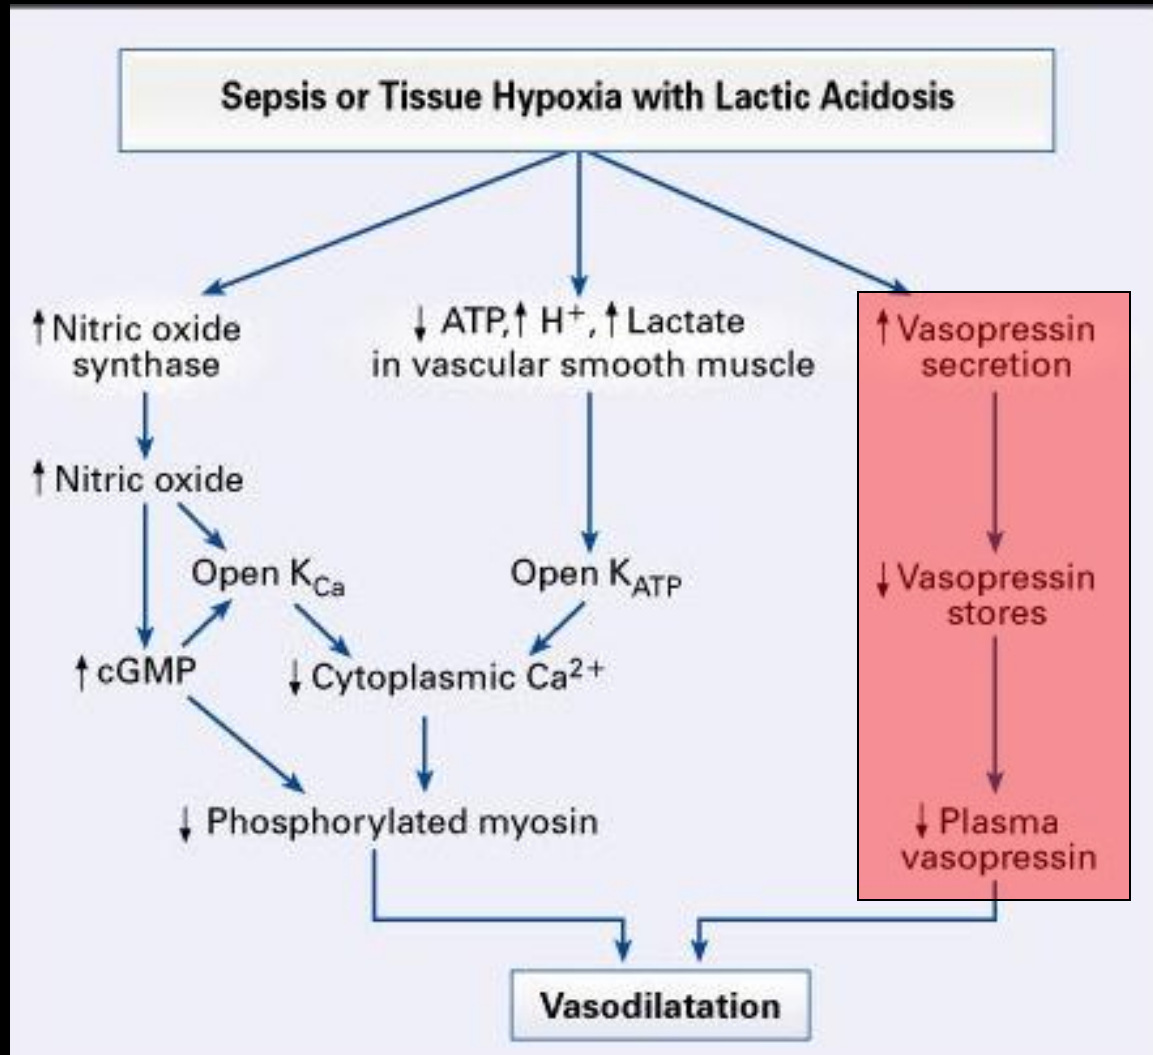 Sepsis or Tissue Hypoxia with Lactic Acidosis
↑ Nitric oxide
synthase
↓ ATP, ↑ H⁺, ↑ Lactate
in vascular smooth muscle
↑ Vasopressin
secretion
↑ Nitric oxide
Open K_Ca
Open K_ATP
↓ Vasopressin
stores
↑ cGMP
↓ Cytoplasmic Ca²⁺
↓ Phosphorylated myosin
↓ Plasma
vasopressin
Vasodilatation